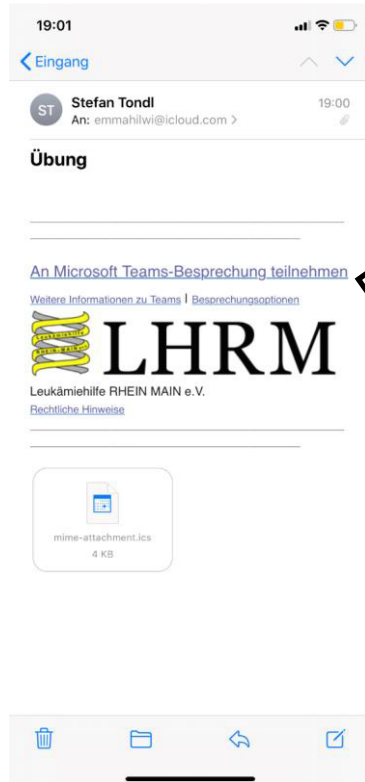 19:01
Eingang
ST
Stefan Tondl
19:00
An: emmahilwi@icloud.com >
Übung
An Microsoft Teams-Besprechung teilnehmen
Weitere Informationen zu Teams | Besprechungsoptionen
LHRM
Leukämiehilfe RHEIN MAIN e.V.
Rechtliche Hinweise
mime-attachment.ics
4 KB